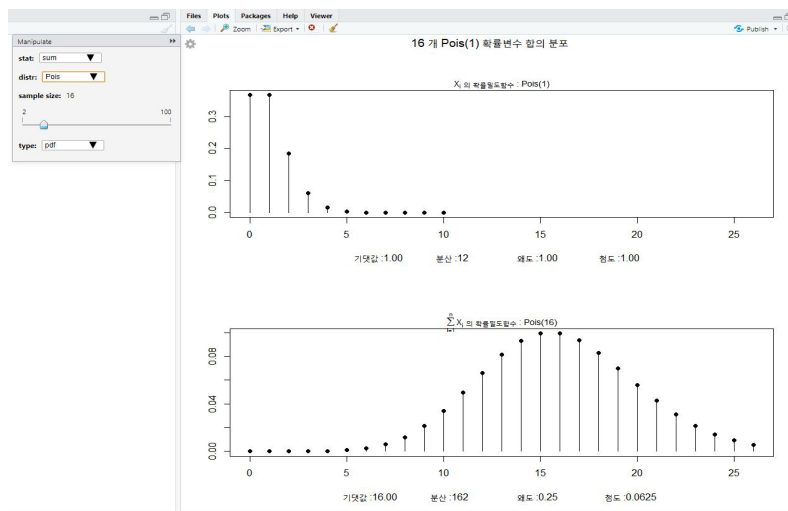 Files Plots Packages Help Viewer
Zoom Export Publish
Manipulate
stat: sum
distr: Pois
sample size: 16
2 100
type: pdf
16 개 Pois(1) 확률변수 합의 분포
Xi 의 확률밀도함수 : Pois(1)
0.3
0.2
0.1
0.0
0 5 10 15 20 25
기댓값 :1.00 분산 :12 왜도 :1.00 첨도 :1.00
n
∑ Xi 의 확률밀도함수 : Pois(16)
i=1
0.08
0.04
0.00
0 5 10 15 20 25
기댓값 :16.00 분산 :162 왜도 :0.25 첨도 :0.0625